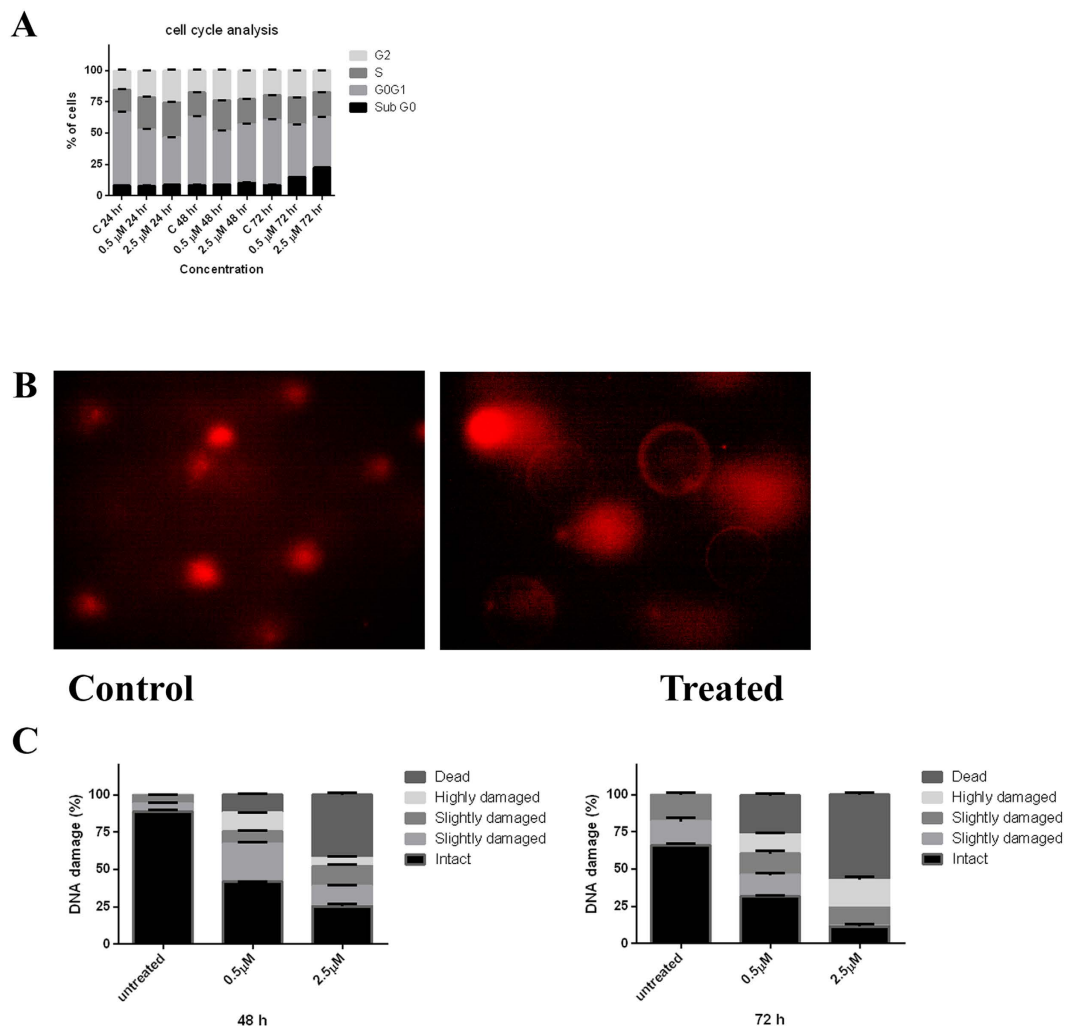 A
cell cycle analysis
G2
S
G0G1
Sub G0
100
75
50
25
0
% of cells
C 24 hr
0.5 μM 24 hr
2.5 μM 24 hr
C 48 hr
0.5 μM 48 hr
2.5 μM 48 hr
C 72 hr
0.5 μM 72 hr
2.5 μM 72 hr
Concentration
B
Control
Treated
C
DNA damage (%)
100
75
50
25
0
Dead
Highly damaged
Slightly damaged
Slightly damaged
Intact
untreated
0.5μM
2.5μM
48 h
DNA damage (%)
100
75
50
25
0
Dead
Highly damaged
Slightly damaged
Slightly damaged
Intact
untreated
0.5μM
2.5μM
72 h